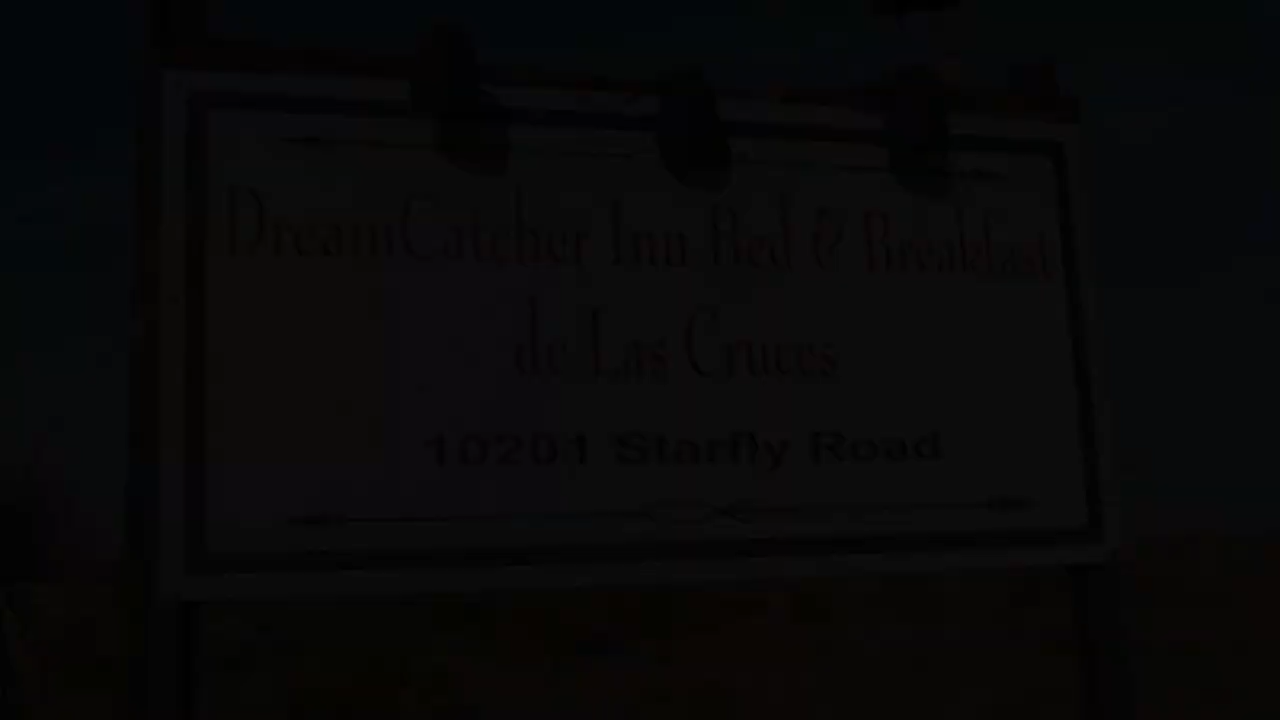 DreamCatcher Inn Bed & Breakfast
de Las Cruces
10201 Starfly Road